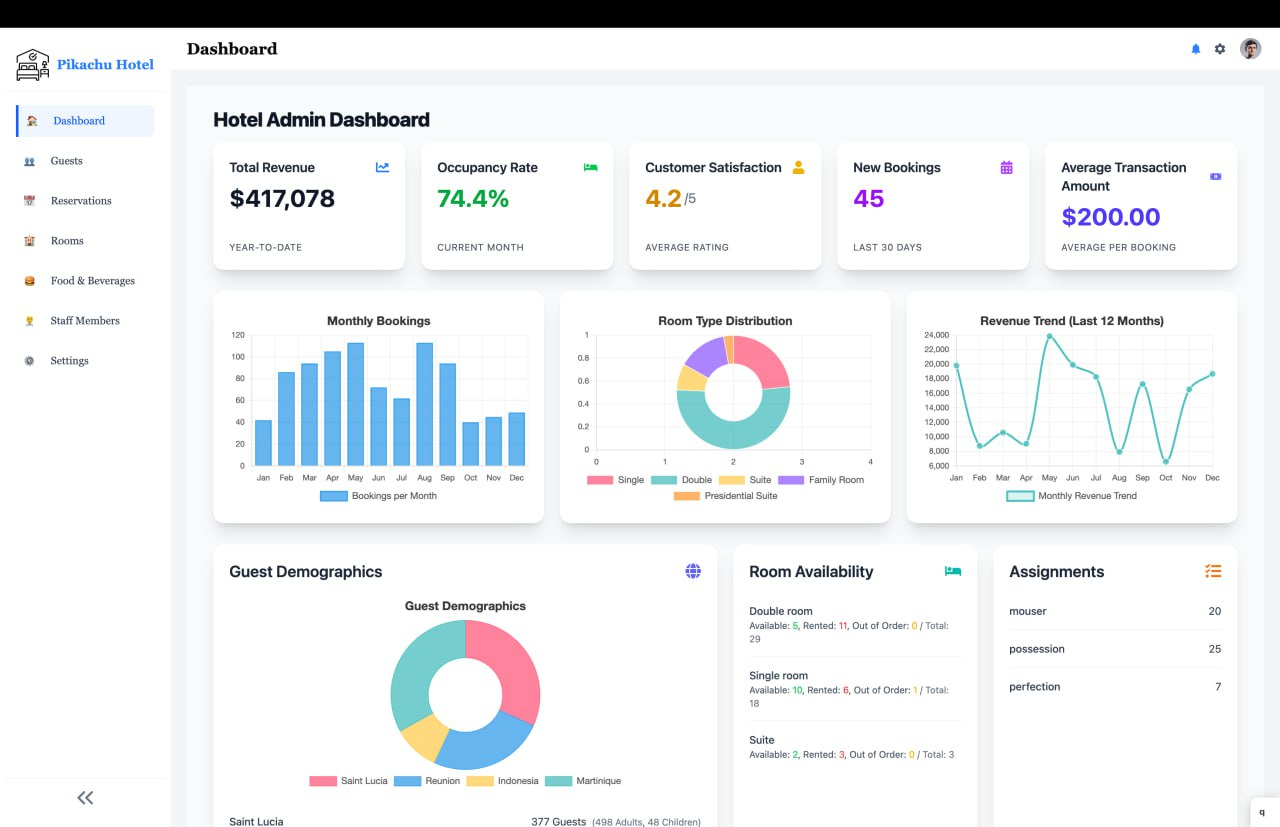 Pikachu Hotel
Dashboard
Guests
Reservations
Rooms
Food & Beverages
Staff Members
Settings
Dashboard
Hotel Admin Dashboard
Total Revenue
$417,078
YEAR-TO-DATE
Occupancy Rate
74.4%
CURRENT MONTH
Customer Satisfaction
4.2 /5
AVERAGE RATING
New Bookings
45
LAST 30 DAYS
Average Transaction
Amount
$200.00
AVERAGE PER BOOKING
Monthly Bookings
120
100
80
60
40
20
0
Jan Feb Mar Apr May Jun Jul Aug Sep Oct Nov Dec
Bookings per Month
Room Type Distribution
1
0.8
0.6
0.4
0.2
0
0 1 2 3 4
Single Double Suite Family Room
Presidential Suite
Revenue Trend (Last 12 Months)
24,000
22,000
20,000
18,000
16,000
14,000
12,000
10,000
8,000
6,000
Jan Feb Mar Apr May Jun Jul Aug Sep Oct Nov Dec
Monthly Revenue Trend
Guest Demographics
Guest Demographics
Saint Lucia Reunion Indonesia Martinique
Saint Lucia 377 Guests (498 Adults, 48 Children)
Room Availability
Double room
Available: 5, Rented: 11, Out of Order: 0 / Total:
29
Single room
Available: 10, Rented: 6, Out of Order: 1 / Total:
18
Suite
Available: 2, Rented: 3, Out of Order: 0 / Total: 3
Assignments
mouser 20
possession 25
perfection 7
q